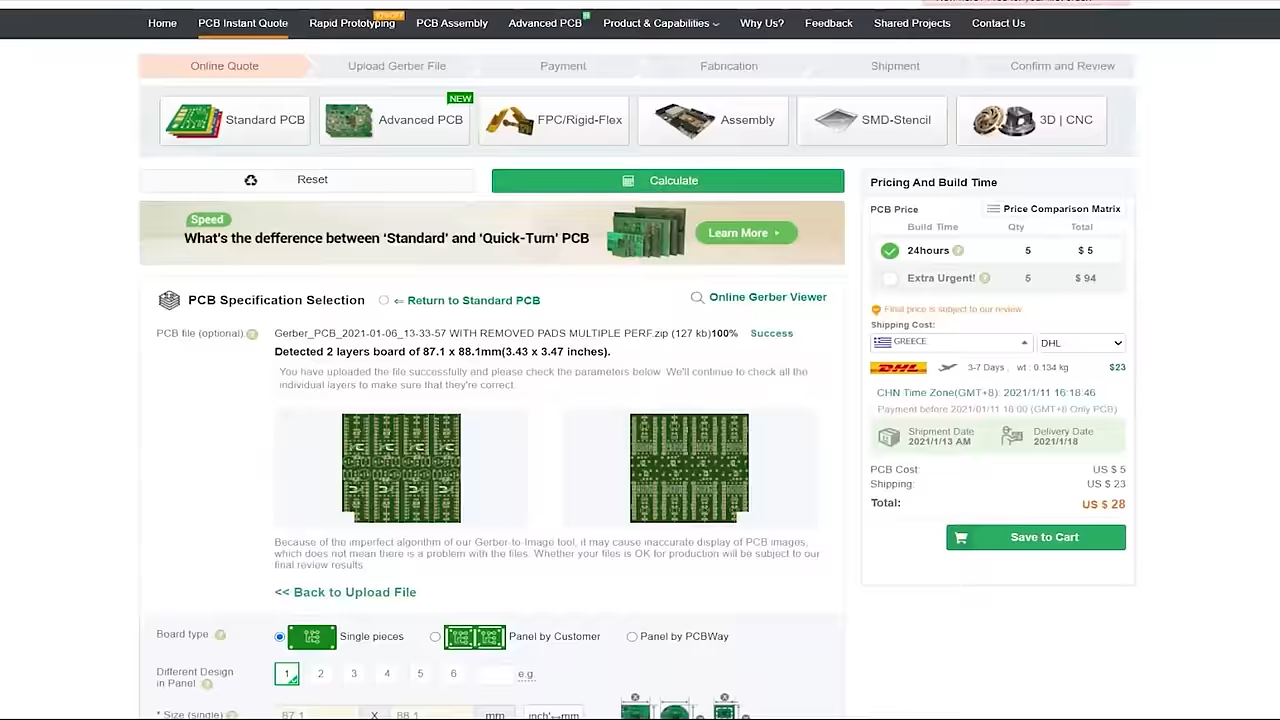 Home PCB Instant Quote Rapid Prototyping PCB Assembly Advanced PCB Product & Capabilities Why Us? Feedback Shared Projects Contact Us
Online Quote Upload Gerber File Payment Fabrication Shipment Confirm and Review
NEW
Standard PCB Advanced PCB FPC/Rigid-Flex Assembly SMD-Stencil 3D | CNC
Reset Calculate
Speed
What's the defference between ‘Standard’ and ‘Quick-Turn’ PCB Learn More
PCB Specification Selection ⇐ Return to Standard PCB Online Gerber Viewer
PCB file (optional) Gerber_PCB_2021-01-06_13-33-57 WITH REMOVED PADS MULTIPLE PERF.zip (127 kb)100% Success
Detected 2 layers board of 87.1 x 88.1mm(3.43 x 3.47 inches).
You have uploaded the file successfully and please check the parameters below. We'll continue to check all the
individual layers to make sure that they're correct.
Because of the imperfect algorithm of our Gerber-to-Image tool, it may cause inaccurate display of PCB images,
which does not mean there is a problem with the files. Whether your files is OK for production will be subject to our
final review results
<< Back to Upload File
Board type Single pieces Panel by Customer Panel by PCBWay
Different Design
in Panel 1 2 3 4 5 6 e.g.
* Size (single) 87.1 X 88.1 mm inch↔mm
Pricing And Build Time
PCB Price Price Comparison Matrix
Build Time Qty Total
24hours 5 $ 5
Extra Urgent! 5 $ 94
Final price is subject to our review
Shipping Cost:
GREECE DHL
DHL 3-7 Days , wt : 0.134 kg $23
CHN Time Zone(GMT+8): 2021/1/11 16:18:46
Payment before 2021/01/11 18:00 (GMT+8 Only PCB)
Shipment Date Delivery Date
2021/1/13 AM 2021/1/18
PCB Cost: US $ 5
Shipping: US $ 23
Total: US $ 28
Save to Cart